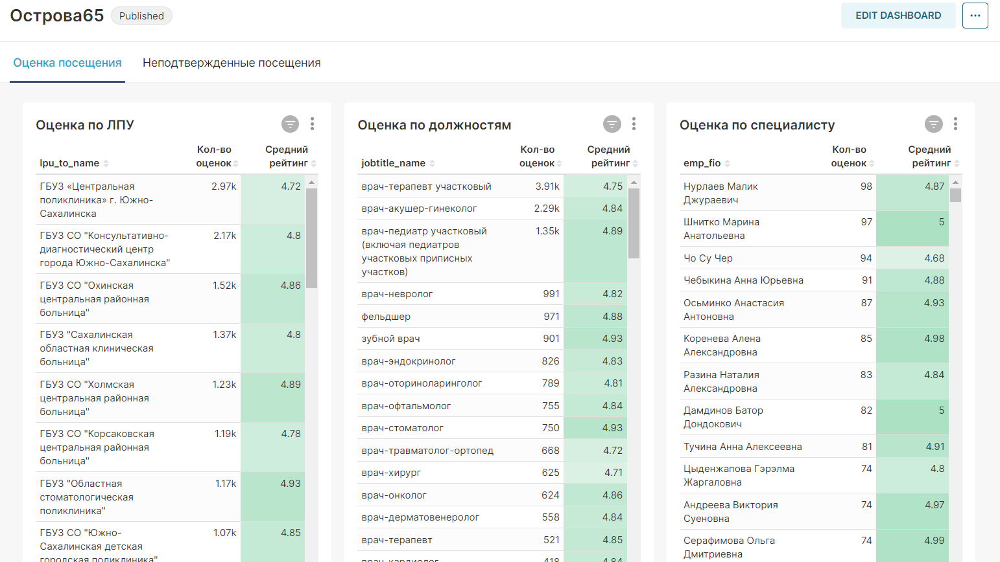 Острова65
Published
EDIT DASHBOARD
Оценка посещения
Неподтвержденные посещения
Оценка по ЛПУ
lpu_to_name
Кол-во
оценок
Средний
рейтинг
ГБУЗ «Центральная
поликлиника» г. Южно-
Сахалинска
2.97k
4.72
ГБУЗ СО "Консультативно-
диагностический центр
города Южно-Сахалинска"
2.17k
4.8
ГБУЗ СО "Охинская
центральная районная
больница"
1.52k
4.86
ГБУЗ "Сахалинская
областная клиническая
больница"
1.37k
4.8
ГБУЗ СО "Холмская
центральная районная
больница"
1.23k
4.89
ГБУЗ СО "Корсаковская
центральная районная
больница"
1.19k
4.78
ГБУЗ "Областная
стоматологическая
поликлиника"
1.17k
4.93
ГБУЗ СО "Южно-
Сахалинская детская
городская поликлиника"
1.07k
4.85
Оценка по должностям
jobtitle_name
Кол-во
оценок
Средний
рейтинг
врач-терапевт участковый
3.91k
4.75
врач-акушер-гинеколог
2.29k
4.84
врач-педиатр участковый
(включая педиатров
участковых приписных
участков)
1.35k
4.89
врач-невролог
991
4.82
фельдшер
971
4.88
зубной врач
901
4.93
врач-эндокринолог
826
4.83
врач-оториноларинголог
789
4.81
врач-офтальмолог
755
4.84
врач-стоматолог
750
4.93
врач-травматолог-ортопед
668
4.72
врач-хирург
625
4.71
врач-онколог
624
4.86
врач-дерматовенеролог
558
4.84
врач-терапевт
521
4.85
врач-кардиолог
418
4.84
Оценка по специалисту
emp_fio
Кол-во
оценок
Средний
рейтинг
Нурлаев Малик
Джураевич
98
4.87
Шнитко Марина
Анатольевна
97
5
Чо Су Чер
94
4.68
Чебыкина Анна Юрьевна
91
4.88
Осьминко Анастасия
Антоновна
87
4.93
Коренева Алена
Александровна
85
4.98
Разина Наталия
Александровна
83
4.84
Дамдинов Батор
Дондокович
82
5
Тучина Анна Алексеевна
81
4.91
Цыденжапова Гэрэлма
Жаргаловна
74
4.8
Андреева Виктория
Суеновна
74
4.97
Серафимова Ольга
Дмитриевна
74
4.99